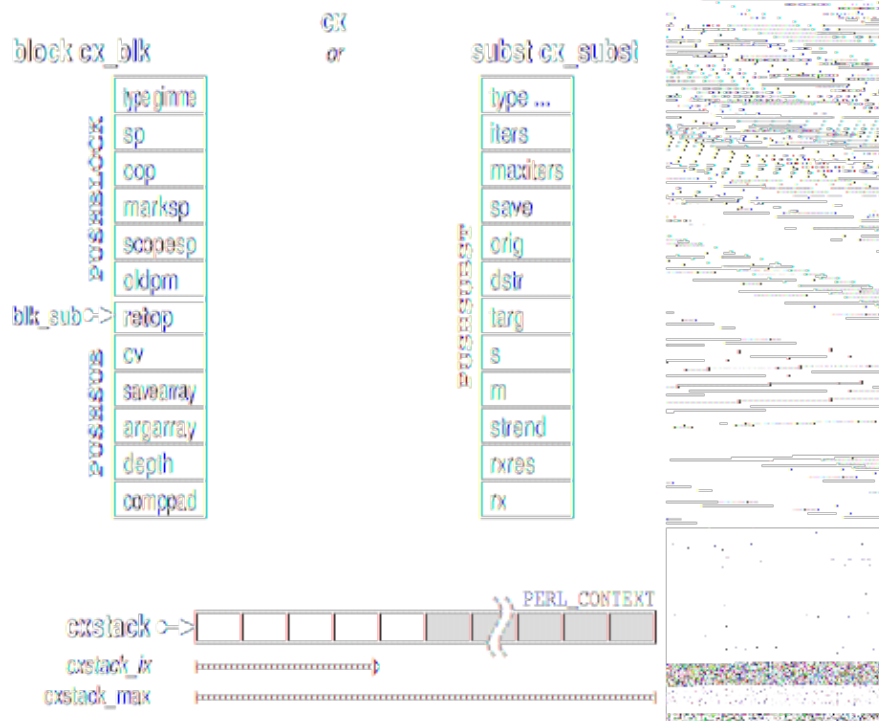 cx
block cx_blk or subst cx_subst
type gimme type ...
sp iters
oop maxiters
marksp save
scopesp orig
oldpm dstr
blk_sub retop targ
cv s
savearray m
argarray strend
depth rxres
comppad rx
PUSHBLOCK
PUSHSUB
PUSHSUBST
PERL_CONTEXT
cxstack
cxstack_ix
cxstack_max